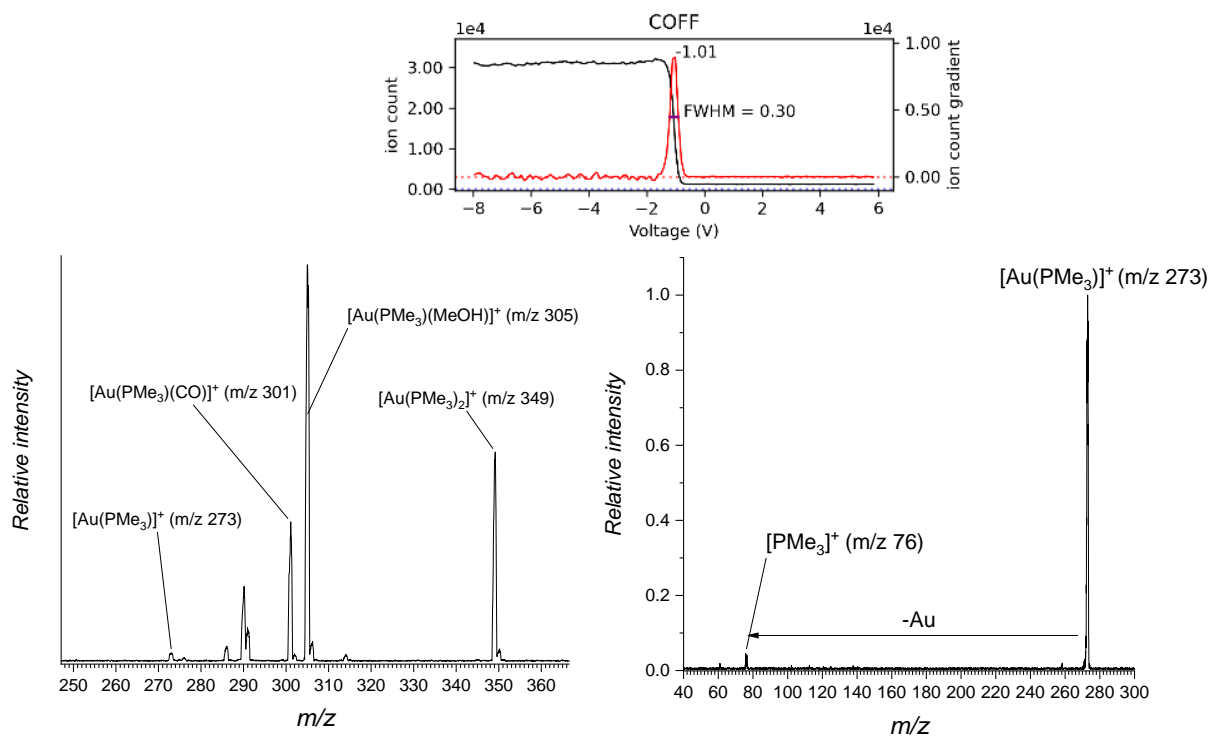 COFF
1e4
1e4
-1.01
1.00
3.00
FWHM = 0.30
2.00
0.50
1.00
0.00
0.00
ion count
ion count gradient
−8 −6 −4 −2 0 2 4 6
Voltage (V)
[Au(PMe₃)(MeOH)]⁺ (m/z 305)
[Au(PMe₃)(CO)]⁺ (m/z 301)
[Au(PMe₃)₂]⁺ (m/z 349)
[Au(PMe₃)]⁺ (m/z 273)
Relative intensity
250 260 270 280 290 300 310 320 330 340 350 360
m/z
[Au(PMe₃)]⁺ (m/z 273)
1.0
0.8
0.6
0.4
[PMe₃]⁺ (m/z 76)
0.2
-Au
0.0
Relative intensity
40 60 80 100 120 140 160 180 200 220 240 260 280 300
m/z